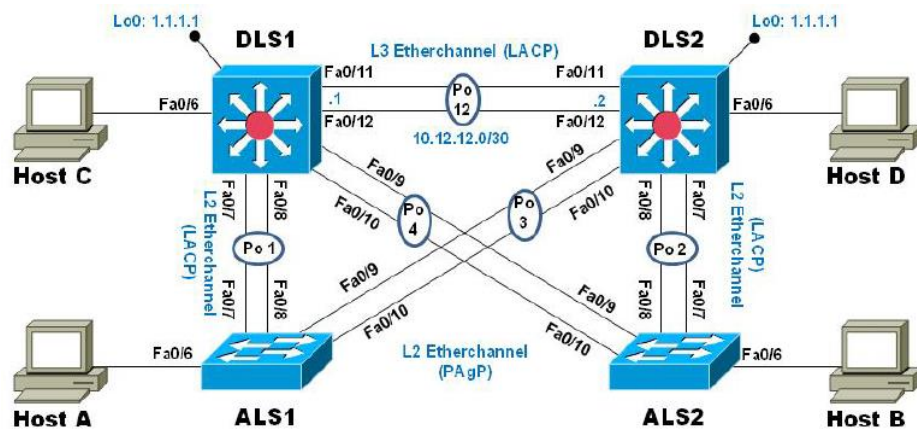 Lo0: 1.1.1.1
Lo0: 1.1.1.1
DLS1
DLS2
L3 Etherchannel (LACP)
Fa0/11
Fa0/11
Fa0/6
Po
12
Fa0/6
.1
.2
Fa0/12
Fa0/12
10.12.12.0/30
Host C
Host D
Fa0/9
Fa0/9
Fa0/10
Fa0/10
Fa0/7
Fa0/8
Fa0/8
Fa0/7
L2 Etherchannel
(LACP)
Po 1
Po
4
Po
3
Po 2
L2 Etherchannel
(LACP)
Fa0/7
Fa0/8
Fa0/9
Fa0/10
Fa0/9
Fa0/10
Fa0/8
Fa0/7
L2 Etherchannel
(PAgP)
Fa0/6
Fa0/6
Host A
ALS1
ALS2
Host B